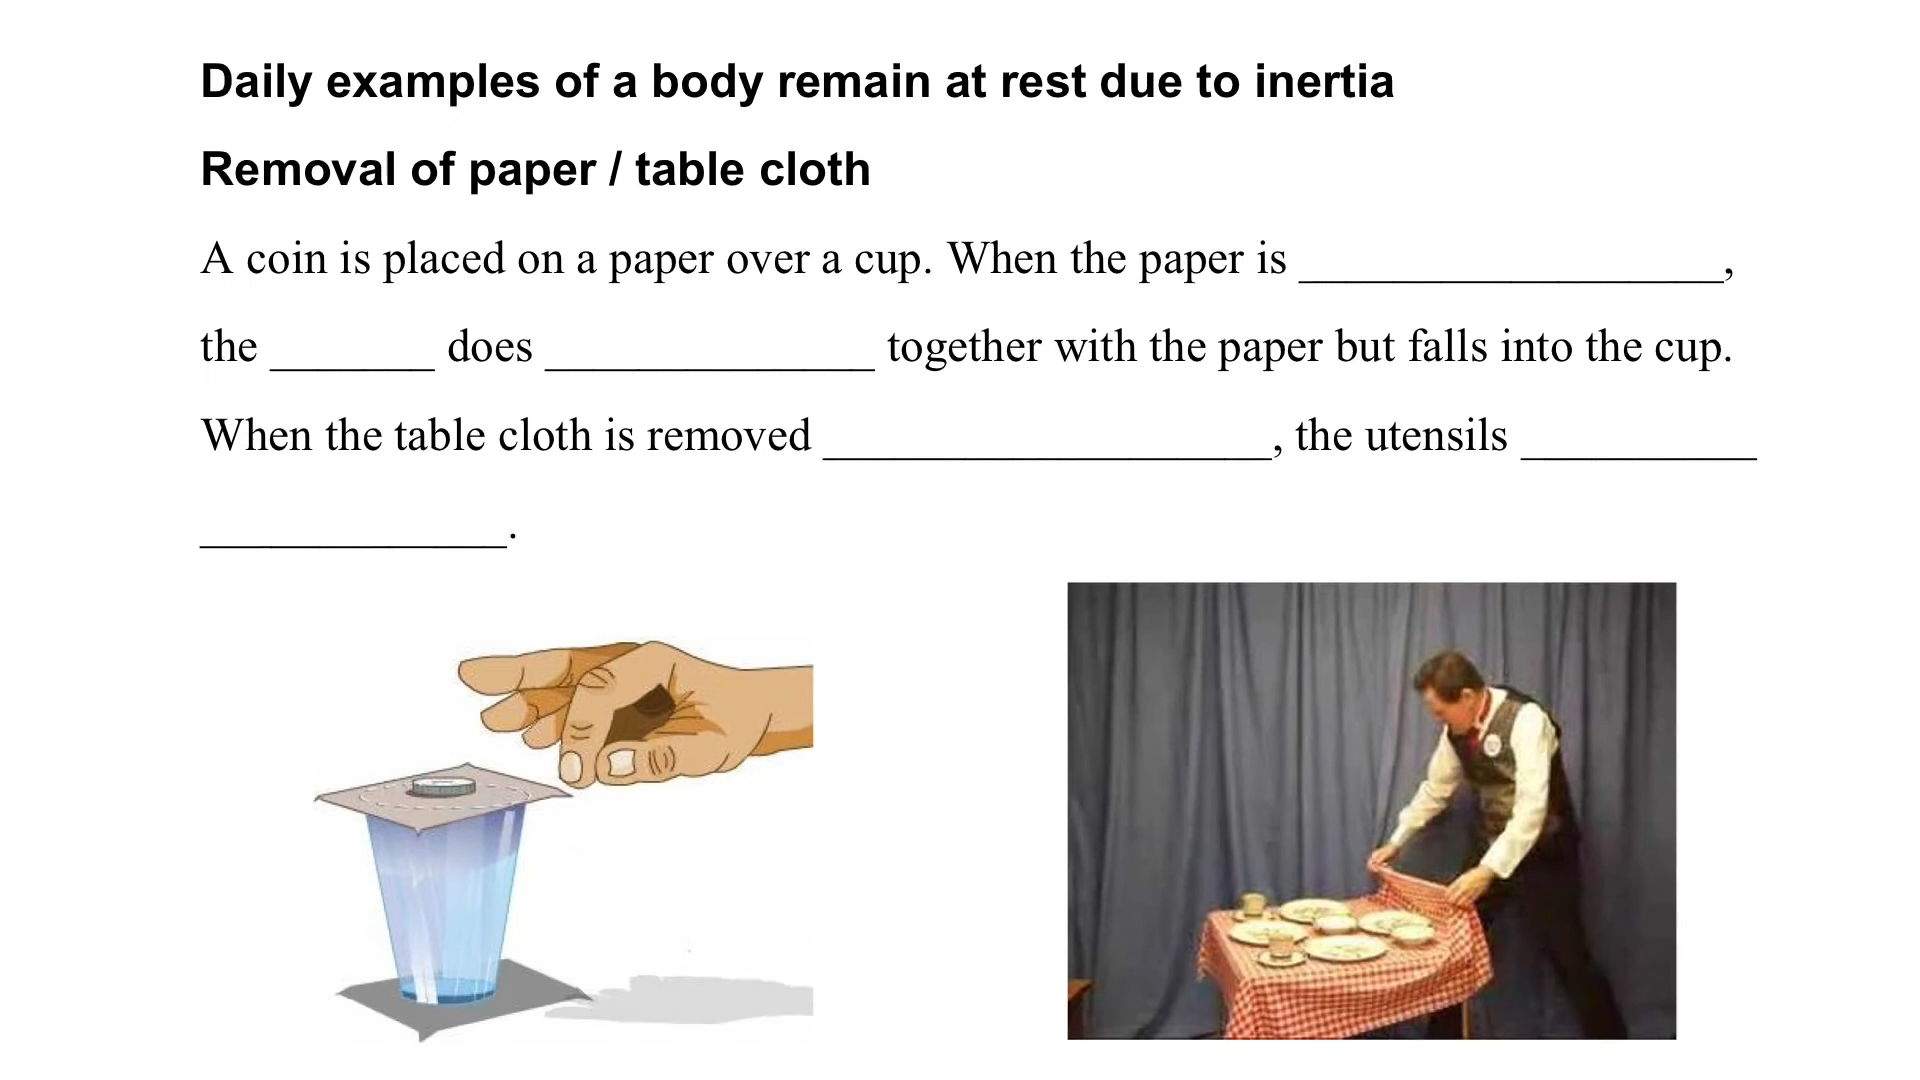 Daily examples of a body remain at rest due to inertia
Removal of paper / table cloth
A coin is placed on a paper over a cup. When the paper is __________________,
the _______ does ______________ together with the paper but falls into the cup.
When the table cloth is removed ___________________, the utensils __________
_____________.